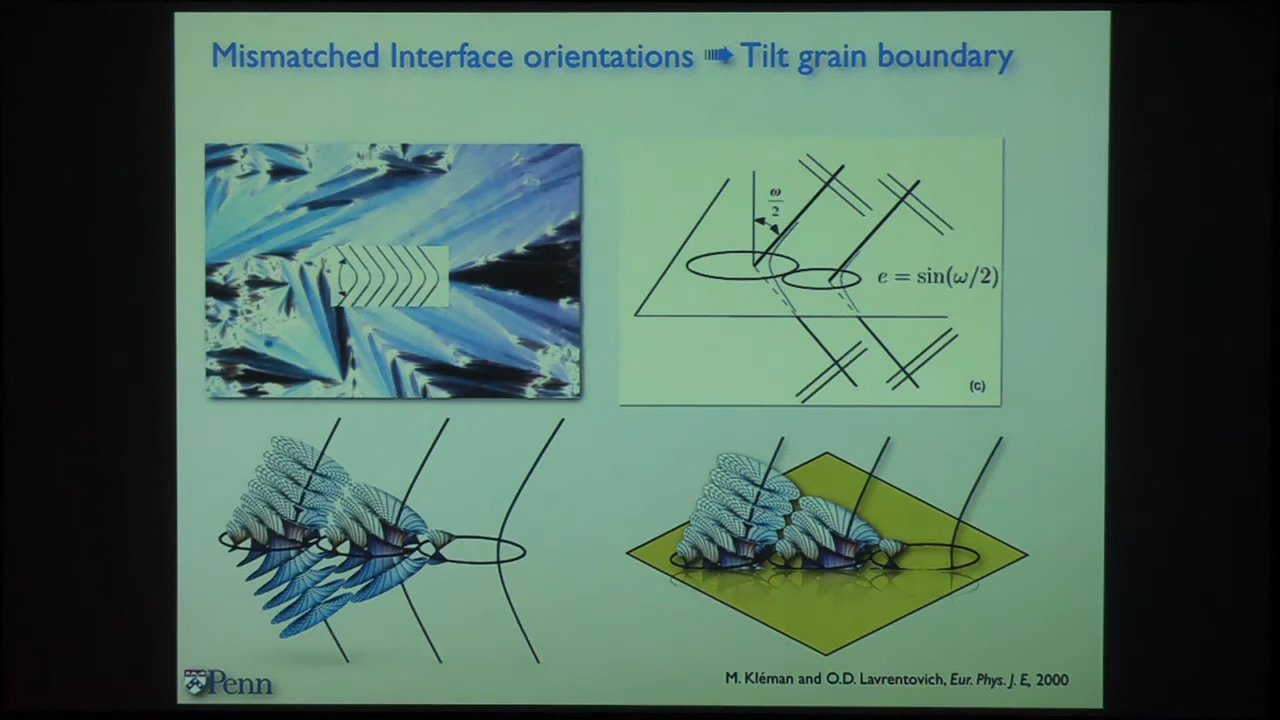 Mismatched Interface orientations ➠ Tilt grain boundary
ω
2
e = sin(ω/2)
(c)
Penn
M. Kléman and O.D. Lavrentovich, Eur. Phys. J. E, 2000